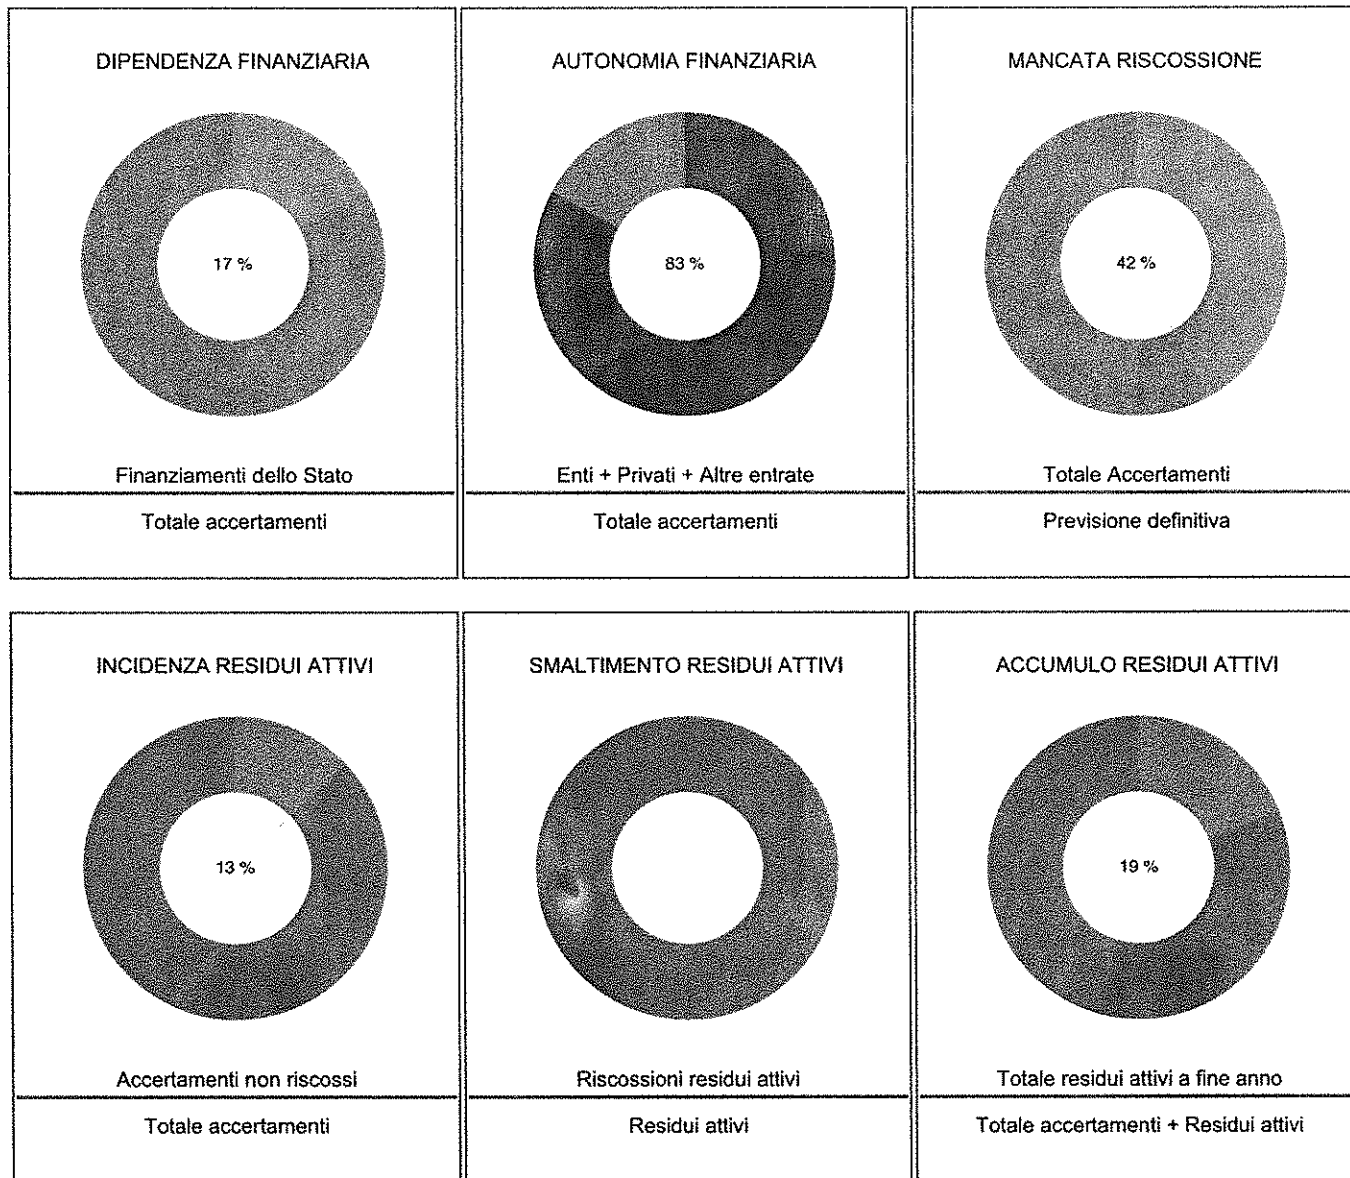 DIPENDENZA FINANZIARIA
17 %
Finanziamenti dello Stato
Totale accertamenti
AUTONOMIA FINANZIARIA
83 %
Enti + Privati + Altre entrate
Totale accertamenti
MANCATA RISCOSSIONE
42 %
Totale Accertamenti
Previsione definitiva
INCIDENZA RESIDUI ATTIVI
13 %
Accertamenti non riscossi
Totale accertamenti
SMALTIMENTO RESIDUI ATTIVI
Riscossioni residui attivi
Residui attivi
ACCUMULO RESIDUI ATTIVI
19 %
Totale residui attivi a fine anno
Totale accertamenti + Residui attivi